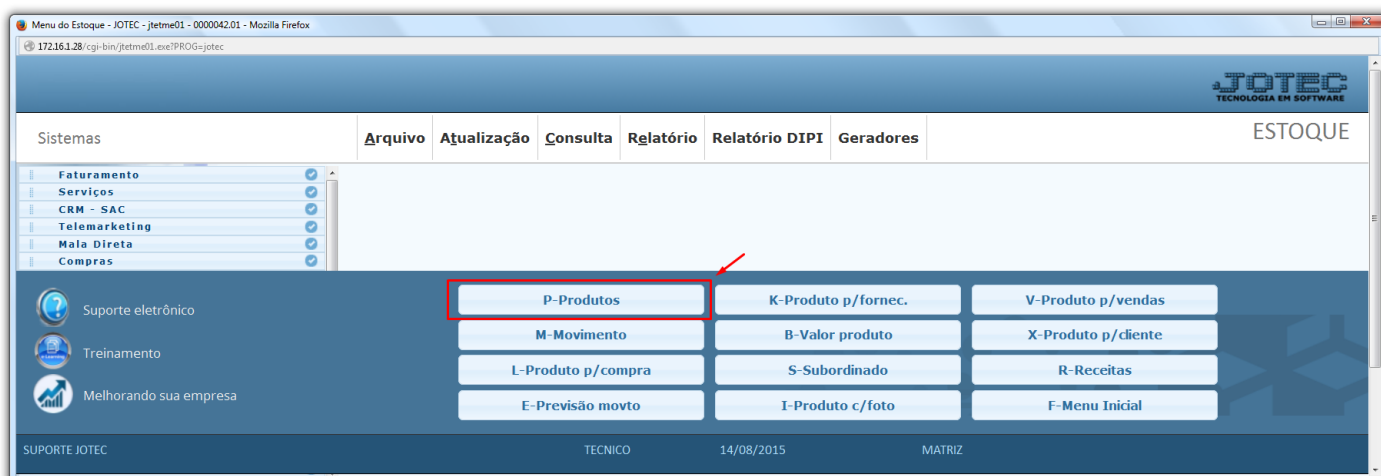 Menu do Estoque - JOTEC - jtetme01 - 0000042.01 - Mozilla Firefox
172.16.1.28/cgi-bin/jtetme01.exe?PROG=jotec
JOTEC
TECNOLOGIA EM SOFTWARE
Sistemas
Arquivo Atualização Consulta Relatório Relatório DIPI Geradores
ESTOQUE
Faturamento
Serviços
CRM - SAC
Telemarketing
Mala Direta
Compras
Suporte eletrônico
Treinamento
Melhorando sua empresa
P-Produtos K-Produto p/fornec. V-Produto p/vendas
M-Movimento B-Valor produto X-Produto p/cliente
L-Produto p/compra S-Subordinado R-Receitas
E-Previsão movto I-Produto c/foto F-Menu Inicial
SUPORTE JOTEC TECNICO 14/08/2015 MATRIZ